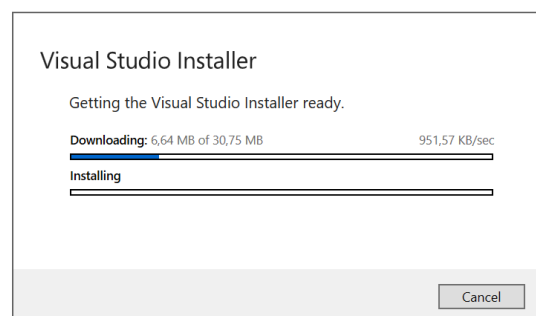 Visual Studio Installer
Getting the Visual Studio Installer ready.
Downloading: 6,64 MB of 30,75 MB 951,57 KB/sec
Installing
Cancel